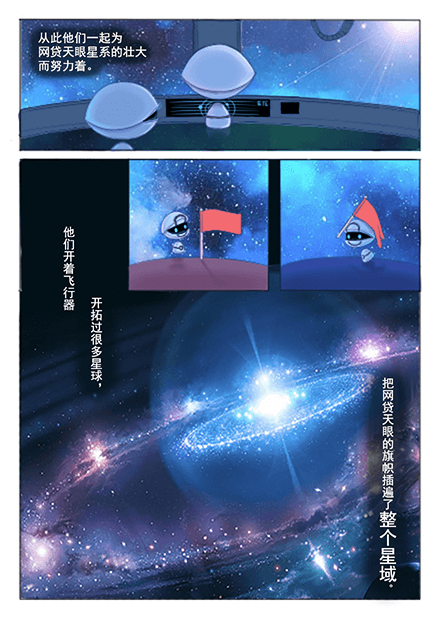 从此他们一起为
网贷天眼星系的壮大
而努力着。
他们开着飞行器
开拓过很多星球，
把网贷天眼的旗帜插遍了整个星域。